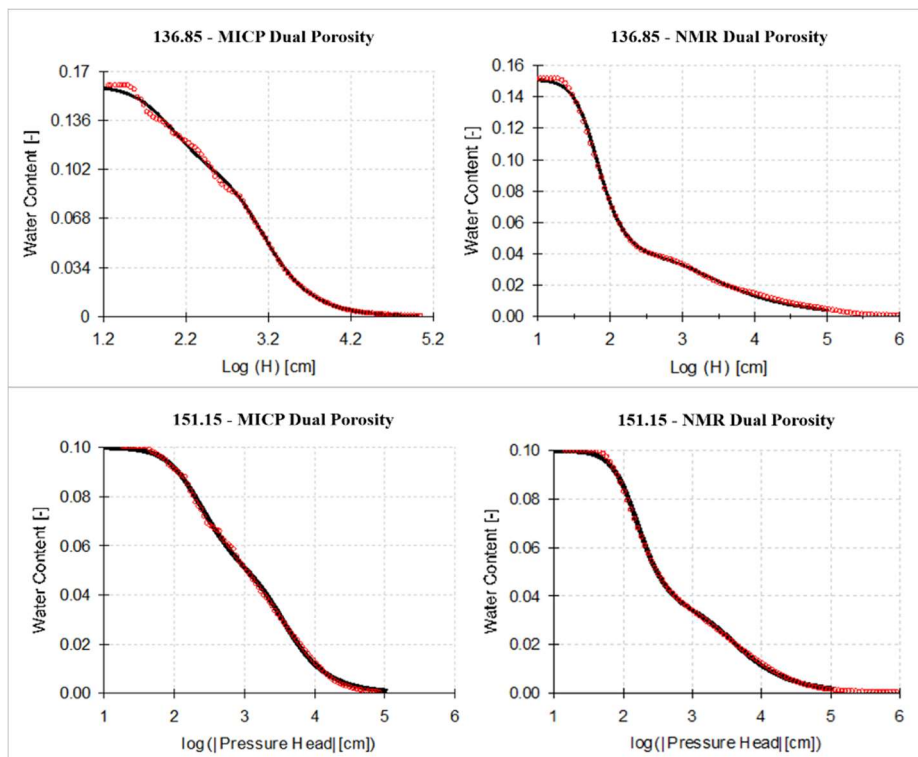 136.85 - MICP Dual Porosity
0.17
0.136
0.102
0.068
0.034
0
Water Content [-]
1.2 2.2 3.2 4.2 5.2
Log (H) [cm]
136.85 - NMR Dual Porosity
0.16
0.14
0.12
0.10
0.08
0.06
0.04
0.02
0.00
Water Content [-]
1 2 3 4 5 6
Log (H) [cm]
151.15 - MICP Dual Porosity
0.10
0.08
0.06
0.04
0.02
0.00
Water Content [-]
1 2 3 4 5 6
log(|Pressure Head|[cm])
151.15 - NMR Dual Porosity
0.10
0.08
0.06
0.04
0.02
0.00
Water Content [-]
1 2 3 4 5 6
log(|Pressure Head|[cm])